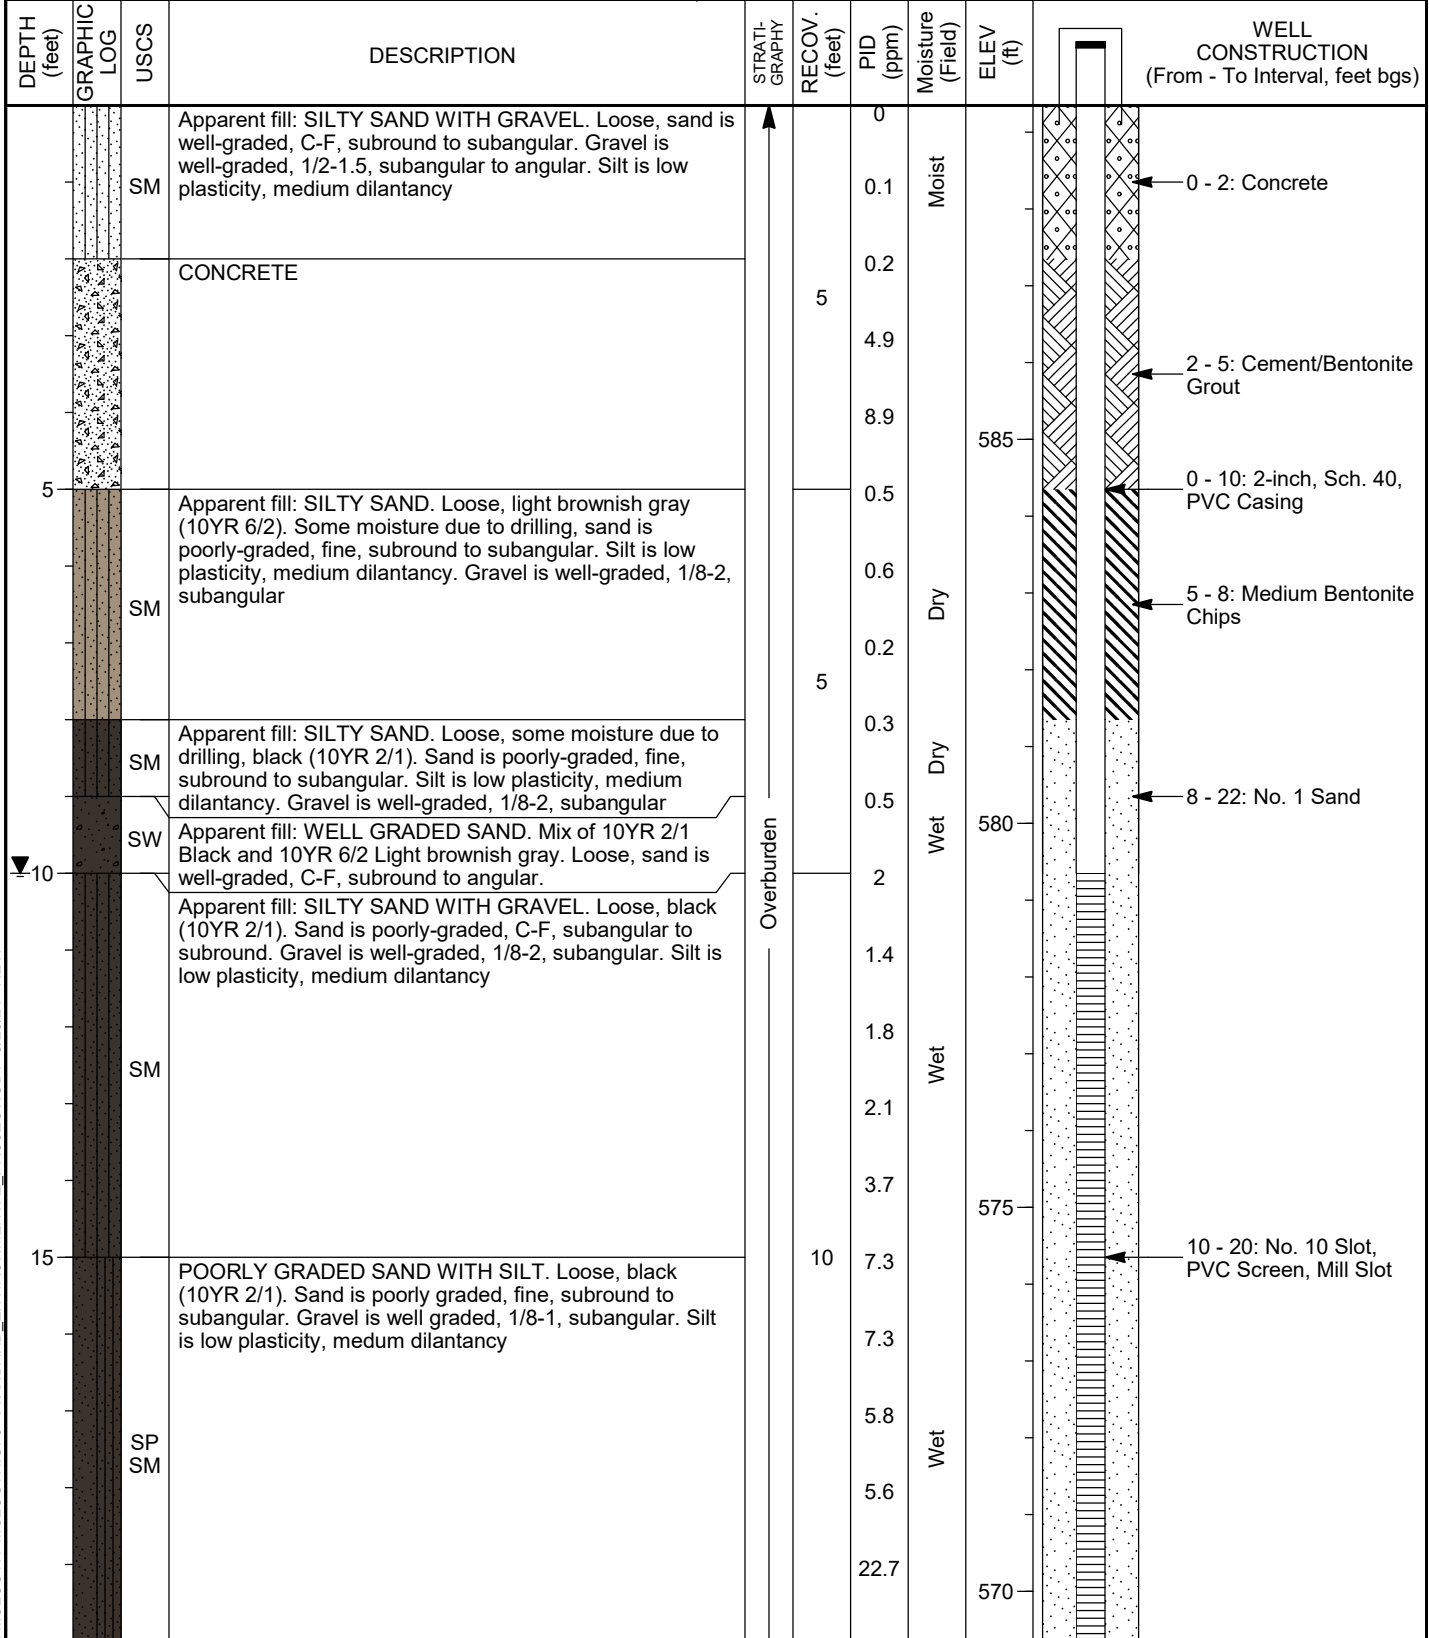 DEPTH
(feet)
GRAPHIC
LOG
USCS
DESCRIPTION
STRATI-
GRAPHY
RECOV.
(feet)
PID
(ppm)
Moisture
(Field)
ELEV
(ft)
WELL
CONSTRUCTION
(From - To Interval, feet bgs)
SM
Apparent fill: SILTY SAND WITH GRAVEL. Loose, sand is
well-graded, C-F, subround to subangular. Gravel is
well-graded, 1/2-1.5, subangular to angular. Silt is low
plasticity, medium dilantancy
0
0.1
Moist
0 - 2: Concrete
CONCRETE
0.2
5
4.9
2 - 5: Cement/Bentonite
Grout
8.9
585
5
SM
Apparent fill: SILTY SAND. Loose, light brownish gray
(10YR 6/2). Some moisture due to drilling, sand is
poorly-graded, fine, subround to subangular. Silt is low
plasticity, medium dilantancy. Gravel is well-graded, 1/8-2,
subangular
0.5
0 - 10: 2-inch, Sch. 40,
PVC Casing
0.6
Dry
5 - 8: Medium Bentonite
Chips
0.2
5
SM
Apparent fill: SILTY SAND. Loose, some moisture due to
drilling, black (10YR 2/1). Sand is poorly-graded, fine,
subround to subangular. Silt is low plasticity, medium
dilantancy. Gravel is well-graded, 1/8-2, subangular
0.3
Dry
0.5
8 - 22: No. 1 Sand
SW
Apparent fill: WELL GRADED SAND. Mix of 10YR 2/1
Black and 10YR 6/2 Light brownish gray. Loose, sand is
well-graded, C-F, subround to angular.
Overburden
Wet
580
10
2
SM
Apparent fill: SILTY SAND WITH GRAVEL. Loose, black
(10YR 2/1). Sand is poorly-graded, C-F, subangular to
subround. Gravel is well-graded, 1/8-2, subangular. Silt is
low plasticity, medium dilantancy
1.4
1.8
Wet
2.1
3.7
575
15
10
7.3
10 - 20: No. 10 Slot,
PVC Screen, Mill Slot
SP
SM
POORLY GRADED SAND WITH SILT. Loose, black
(10YR 2/1). Sand is poorly graded, fine, subround to
subangular. Gravel is well graded, 1/8-1, subangular. Silt
is low plasticity, medum dilantancy
7.3
5.8
Wet
5.6
22.7
570